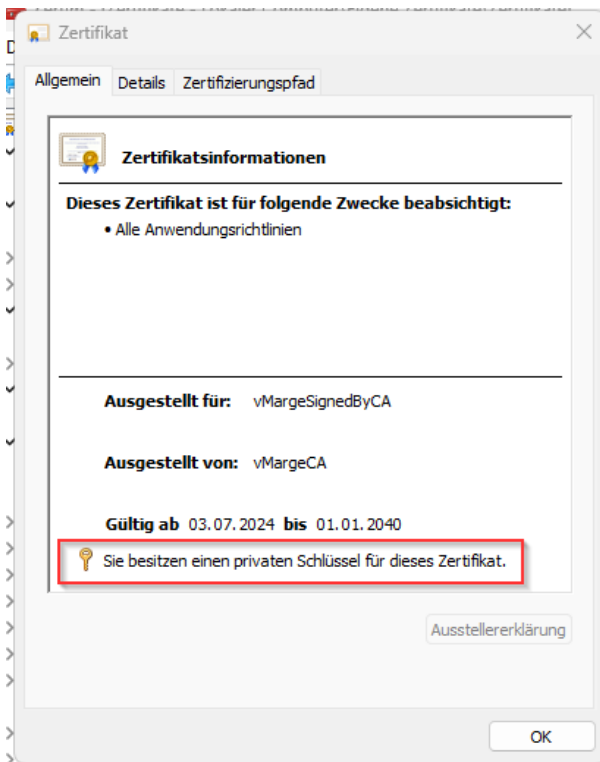 Zertifikat
Allgemein Details Zertifizierungspfad
Zertifikatsinformationen
Dieses Zertifikat ist für folgende Zwecke beabsichtigt:
• Alle Anwendungsrichtlinien
Ausgestellt für: vMargeSignedByCA
Ausgestellt von: vMargeCA
Gültig ab 03.07.2024 bis 01.01.2040
Sie besitzen einen privaten Schlüssel für dieses Zertifikat.
Ausstellererklärung
OK